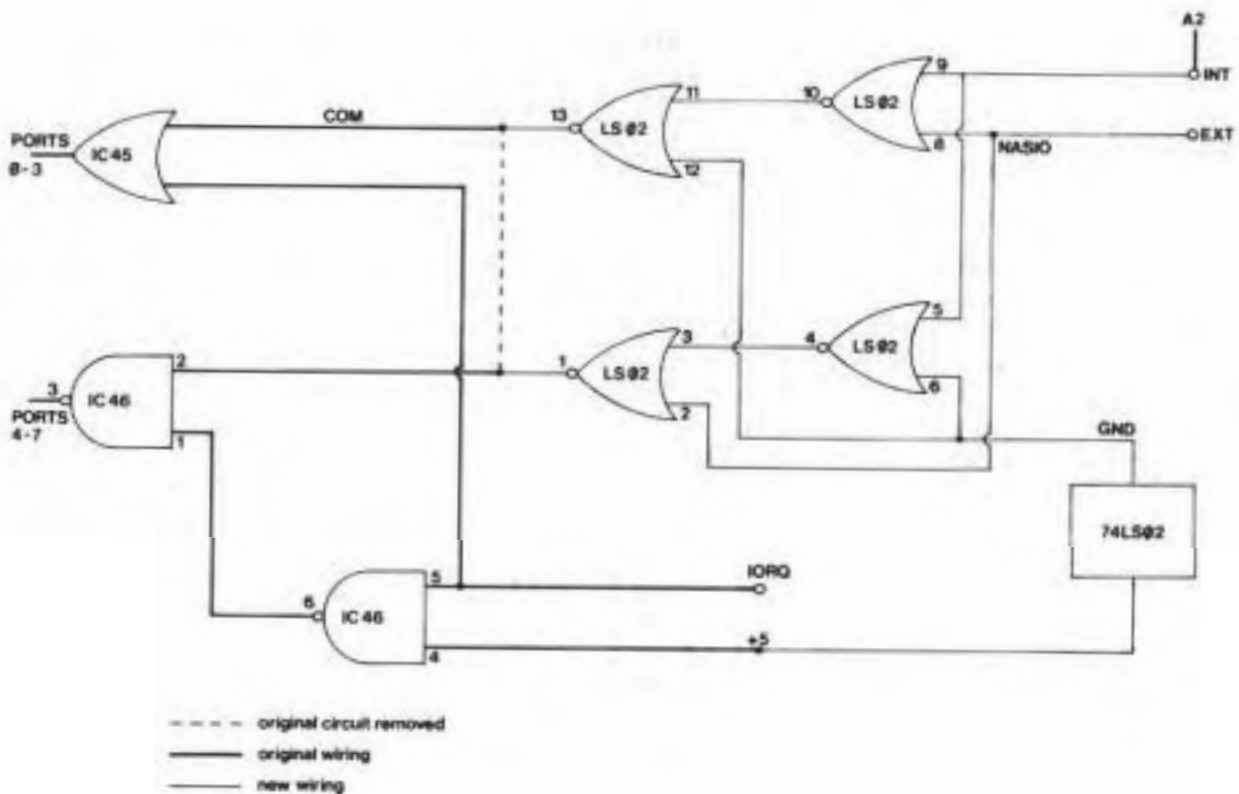 A2
INT
EXT
NASIO
9
10
LSØ2
8
11
13
LSØ2
12
COM
PORTS
Ø-3
IC45
5
4
LSØ2
6
3
1
LSØ2
2
2
3
IC46
1
PORTS
4-7
GND
74LSØ2
IORQ
5
6
IC46
4
+5
original circuit removed
original wiring
new wiring